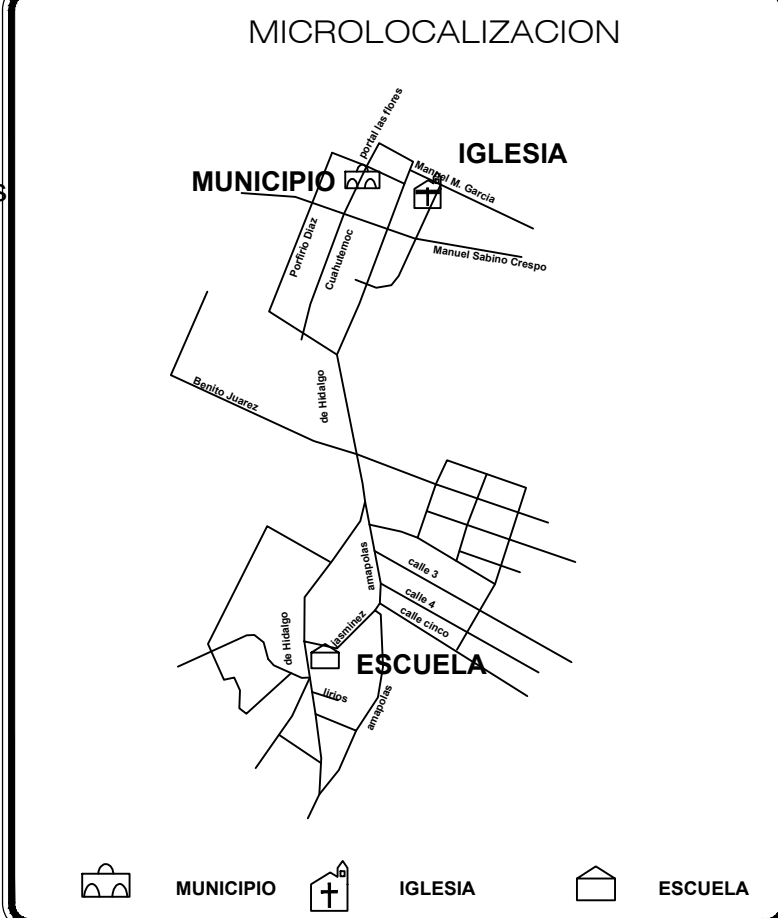 MICROLOCALIZACION
portal las flores
IGLESIA
Manuel M. Garcia
MUNICIPIO
S
Porfirio Diaz
Cuahutemoc
Manuel Sabino Crespo
de Hidalgo
Benito Juarez
amapolas
calle 3
calle 4
calle cinco
jasminez
de Hidalgo
ESCUELA
lirios
amapolas
MUNICIPIO
IGLESIA
ESCUELA